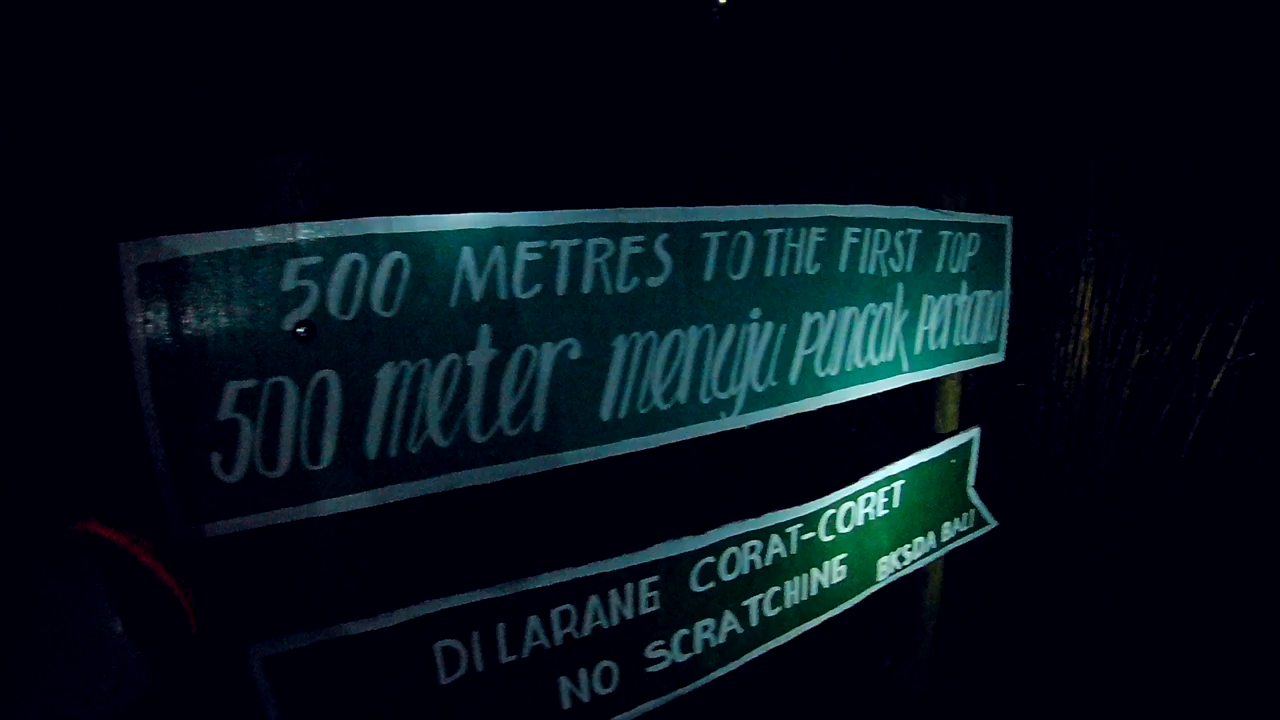 500 METRES TO THE FIRST TOP
500 meter menuju puncak pertama
DI LARANG CORAT-CORET
NO SCRATCHING BKSDA BALI